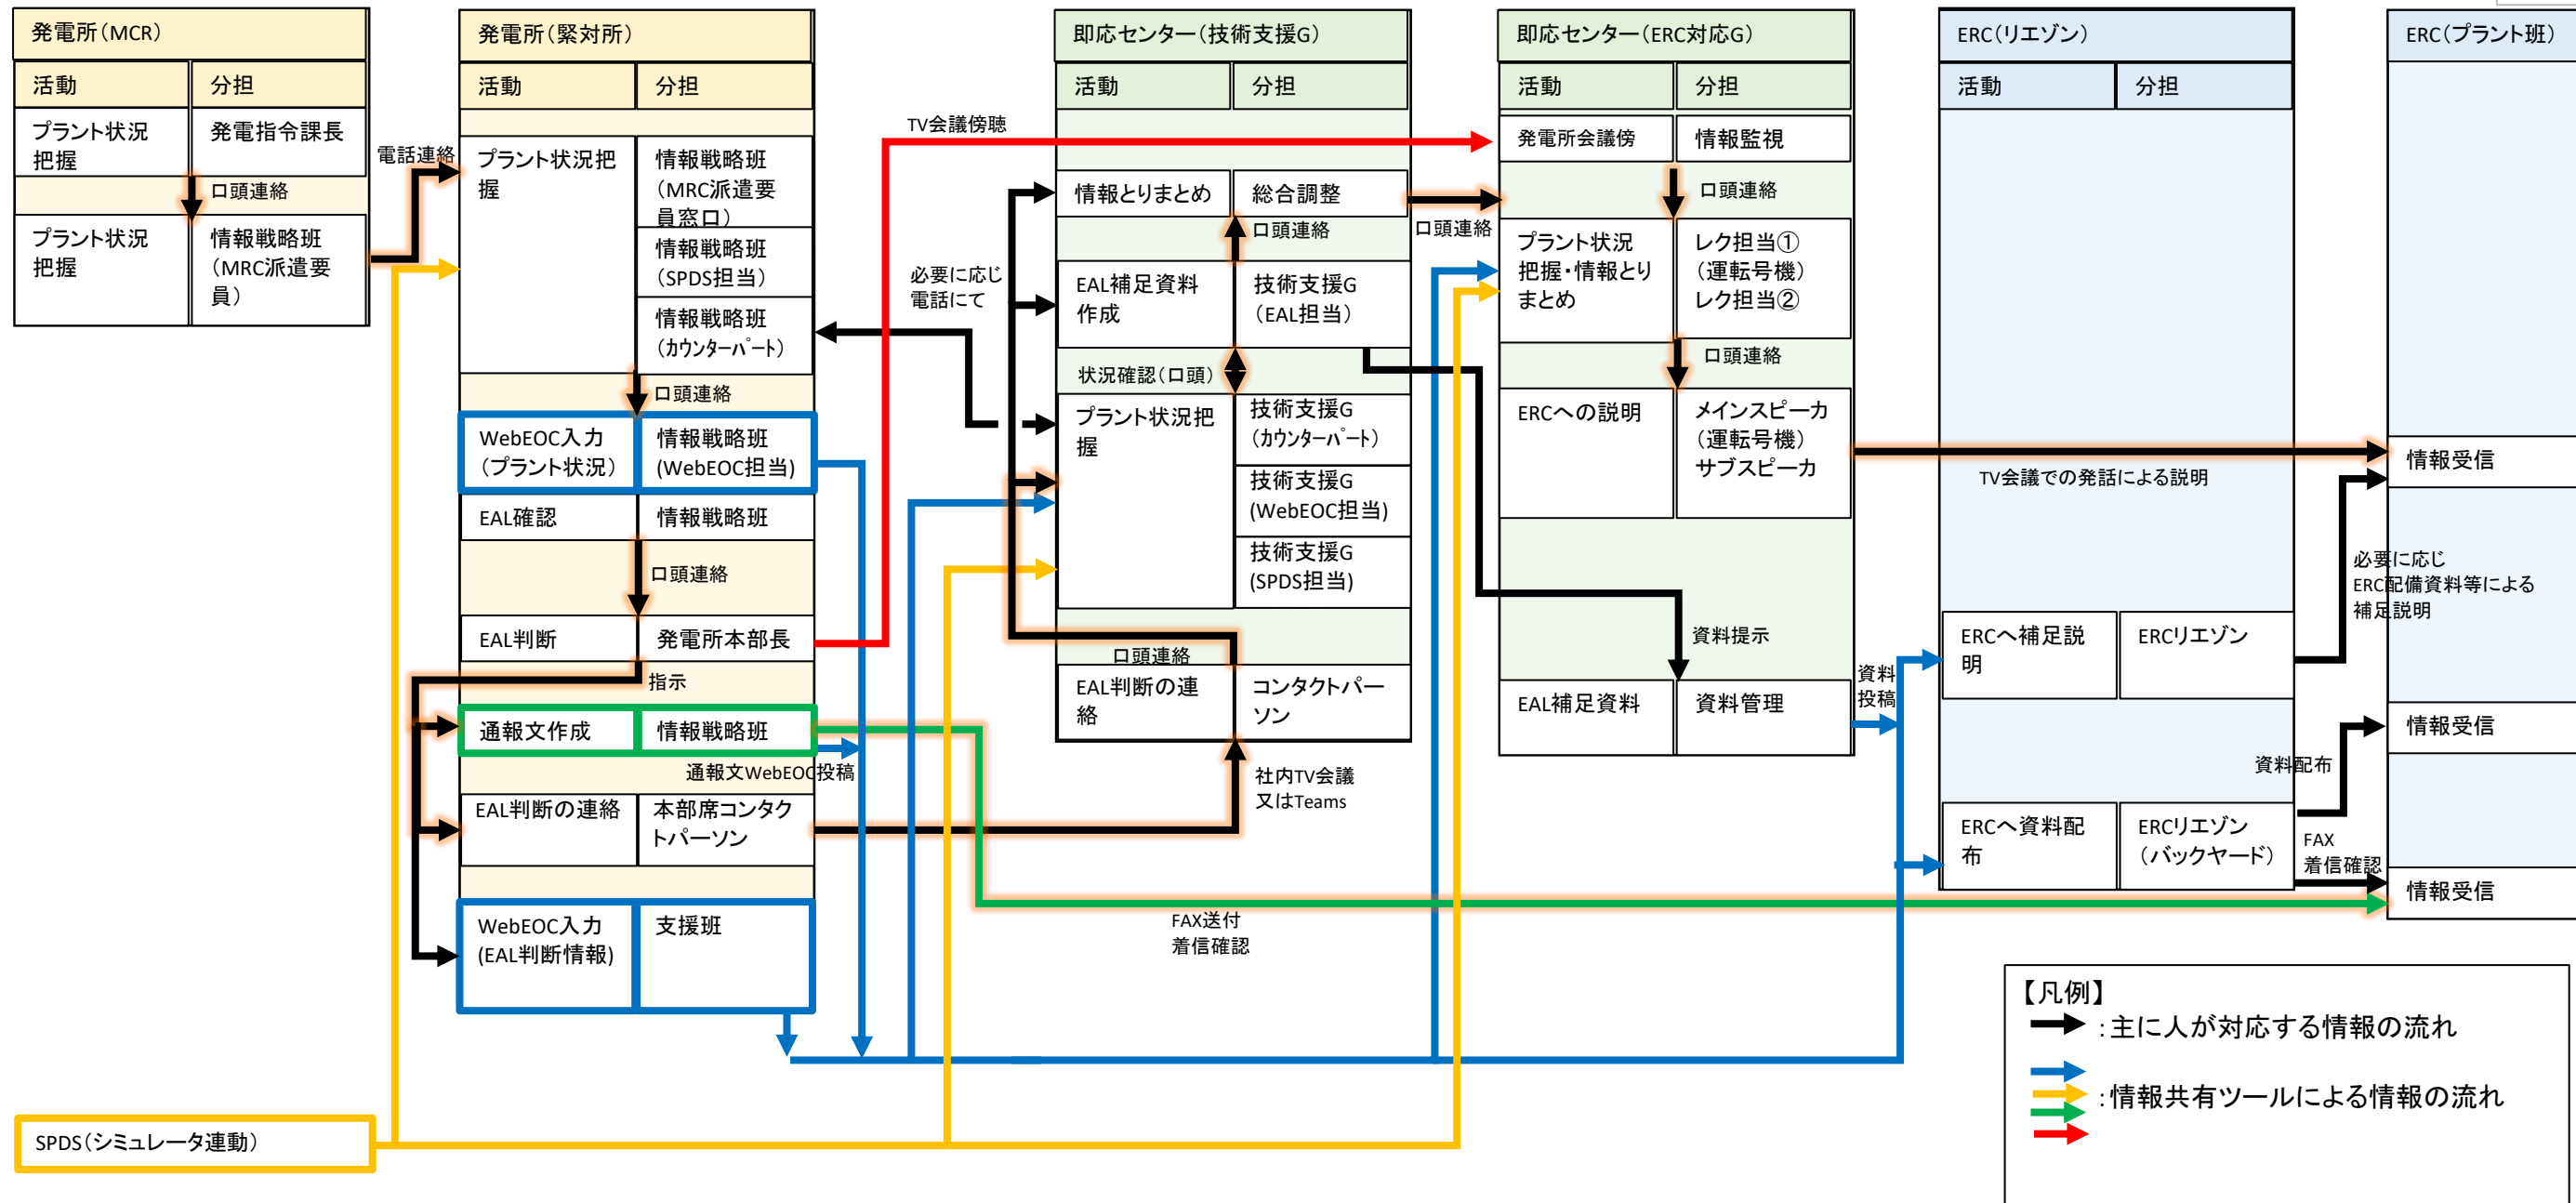 発電所（MCR）
活動
分担
プラント状況
把握
発電指令課長
口頭連絡
プラント状況
把握
情報戦略班
（MRC派遣要
員）
電話連絡
発電所（緊対所）
活動
分担
プラント状況把
握
情報戦略班
（MRC派遣要
員窓口）
情報戦略班
（SPDS担当）
情報戦略班
（ｶｳﾝﾀｰﾊﾟｰﾄ）
口頭連絡
WebEOC入力
（プラント状況）
情報戦略班
(WebEOC担当)
EAL確認
情報戦略班
口頭連絡
EAL判断
発電所本部長
指示
通報文作成
情報戦略班
通報文WebEOC投稿
EAL判断の連絡
本部席コンタク
トパーソン
WebEOC入力
(EAL判断情報)
支援班
SPDS（シミュレータ連動）
TV会議傍聴
必要に応じ
電話にて
即応センター（技術支援G）
活動
分担
情報とりまとめ
総合調整
口頭連絡
EAL補足資料
作成
技術支援G
（EAL担当）
状況確認（口頭）
プラント状況把
握
技術支援G
（ｶｳﾝﾀｰﾊﾟｰﾄ）
技術支援G
(WebEOC担当)
技術支援G
(SPDS担当)
口頭連絡
EAL判断の連
絡
コンタクトパー
ソン
社内TV会議
又はTeams
FAX送付
着信確認
口頭連絡
即応センター（ERC対応G）
活動
分担
発電所会議傍
情報監視
口頭連絡
プラント状況
把握・情報とり
まとめ
レク担当①
（運転号機）
レク担当②
口頭連絡
ERCへの説明
メインスピーカ
（運転号機）
サブスピーカ
資料提示
EAL補足資料
資料管理
資料
投稿
ERC（リエゾン）
活動
分担
TV会議での発話による説明
ERCへ補足説
明
ERCリエゾン
ERCへ資料配
布
ERCリエゾン
（バックヤード）
必要に応じ
ERC配備資料等による
補足説明
資料配布
FAX
着信確認
ERC（プラント班）
情報受信
情報受信
情報受信
【凡例】
：主に人が対応する情報の流れ
：情報共有ツールによる情報の流れ